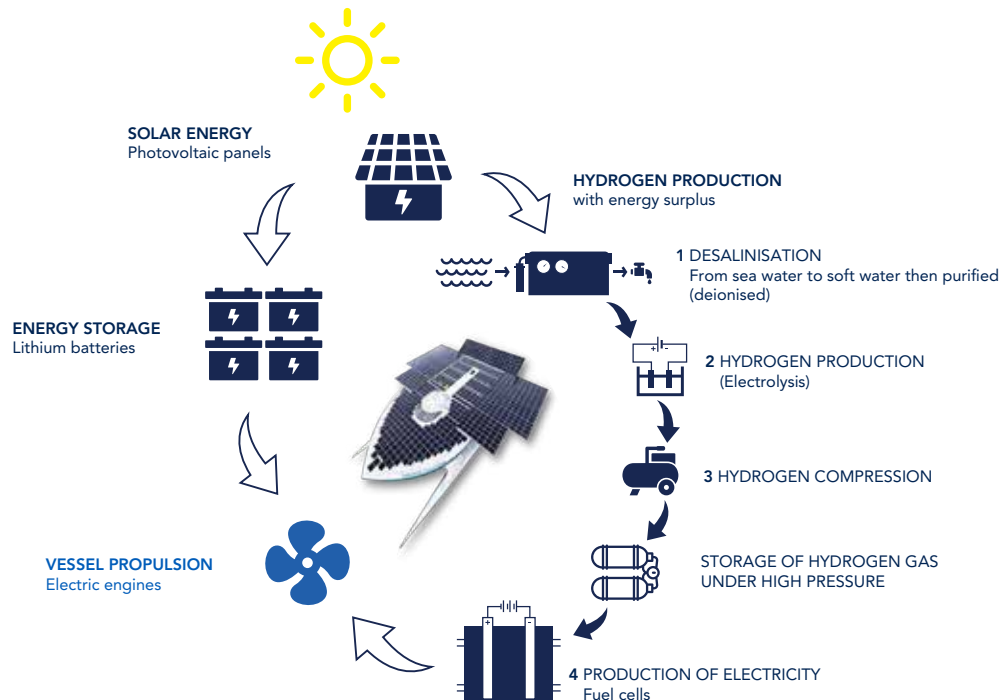 SOLAR ENERGY
Photovoltaic panels
HYDROGEN PRODUCTION
with energy surplus
1 DESALINISATION
From sea water to soft water then purified
(deionised)
ENERGY STORAGE
Lithium batteries
+ -
2 HYDROGEN PRODUCTION
(Electrolysis)
3 HYDROGEN COMPRESSION
VESSEL PROPULSION
Electric engines
STORAGE OF HYDROGEN GAS
UNDER HIGH PRESSURE
+ -
4 PRODUCTION OF ELECTRICITY
Fuel cells